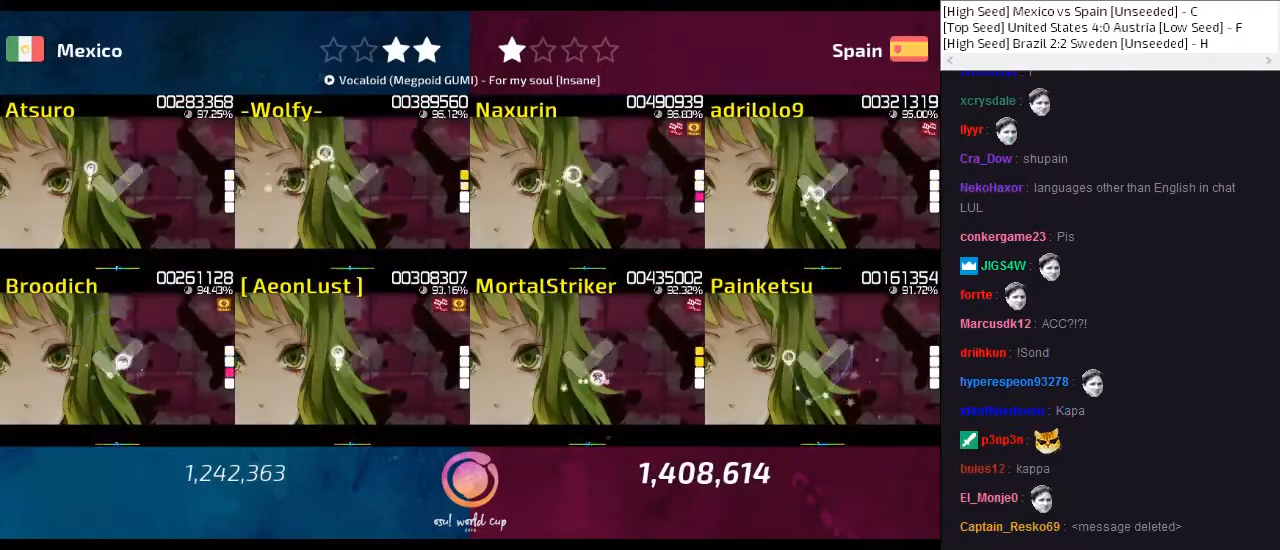 Mexico
Spain
Vocaloid (Megpoid GUMI) - For my soul [Insane]
Atsuro 00283368
97.25%
-Wolfy- 00389560
96.12%
Naxurin 00490939
96.83%
adrilolo9 00321319
95.00%
Broodich 00261128
94.43%
[ AeonLust ] 00308307
93.16%
MortalStriker 00435002
92.32%
Painketsu 00161354
91.72%
1,242,363
1,408,614
osu! world cup
[High Seed] Mexico vs Spain [Unseeded] - C
[Top Seed] United States 4:0 Austria [Low Seed] - F
[High Seed] Brazil 2:2 Sweden [Unseeded] - H
xcrysdale :
llyyr :
Cra_Dow : shupain
NekoHaxor : languages other than English in chat
LUL
conkergame23 : Pis
JIGS4W :
forrte :
Marcusdk12 : ACC?!?!
driihkun : !Sond
hyperespeon93278 :
: Kapa
p3np3n :
buies12 : kappa
El_Monje0 :
Captain_Resko69 : <message deleted>